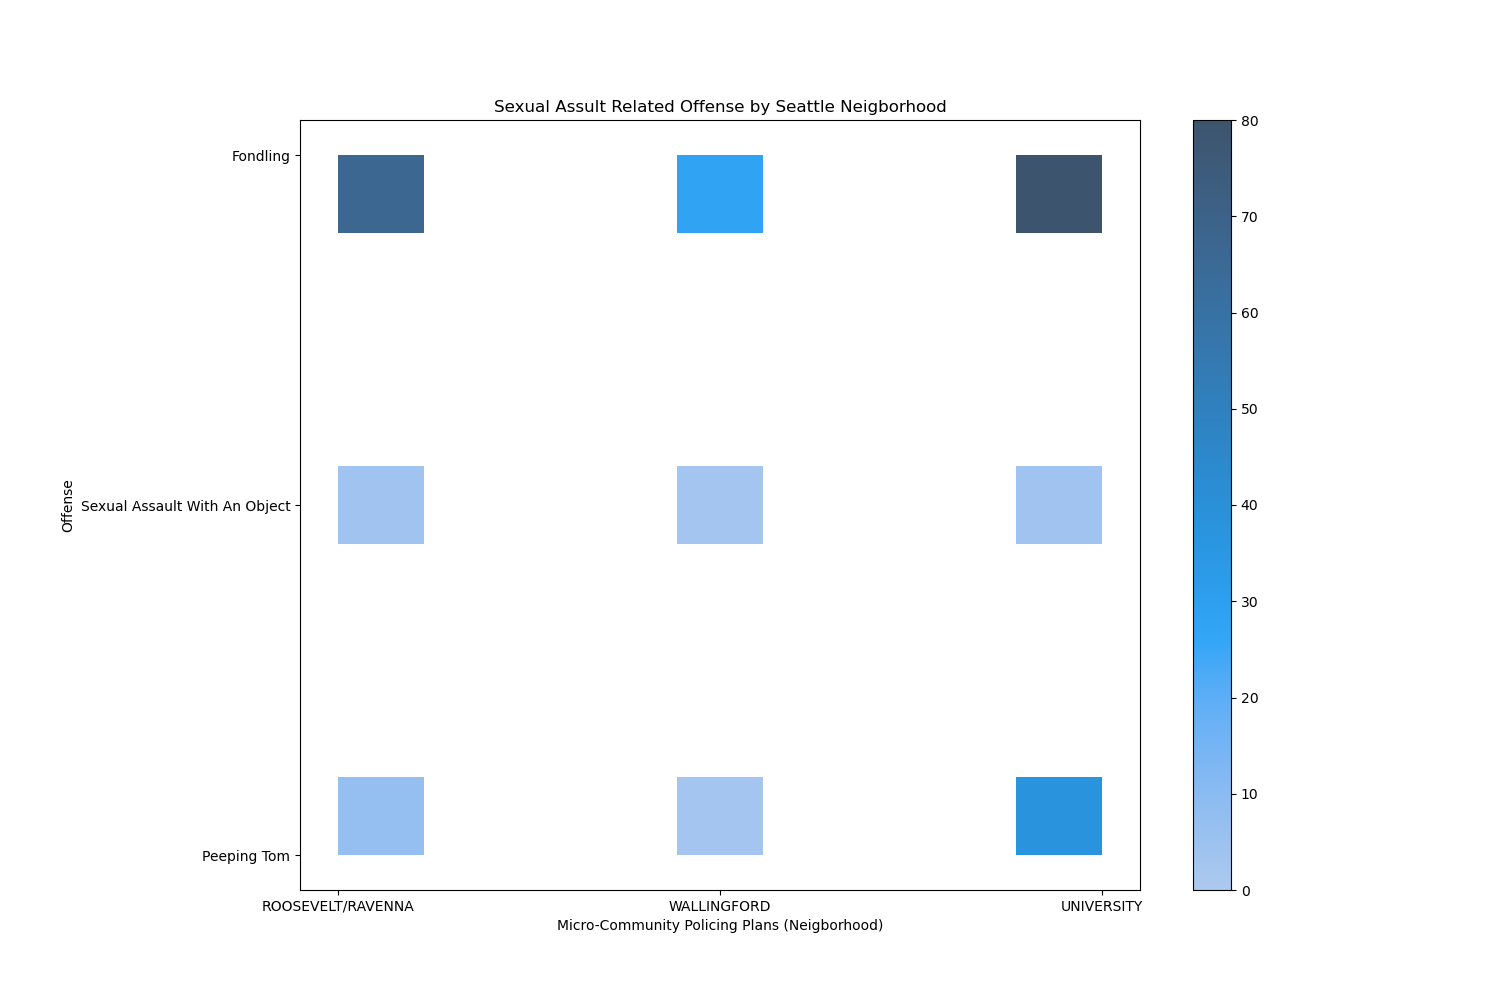 Sexual Assult Related Offense by Seattle Neigborhood
Fondling
Sexual Assault With An Object
Peeping Tom
Offense
ROOSEVELT/RAVENNA
WALLINGFORD
UNIVERSITY
Micro-Community Policing Plans (Neigborhood)
80
70
60
50
40
30
20
10
0